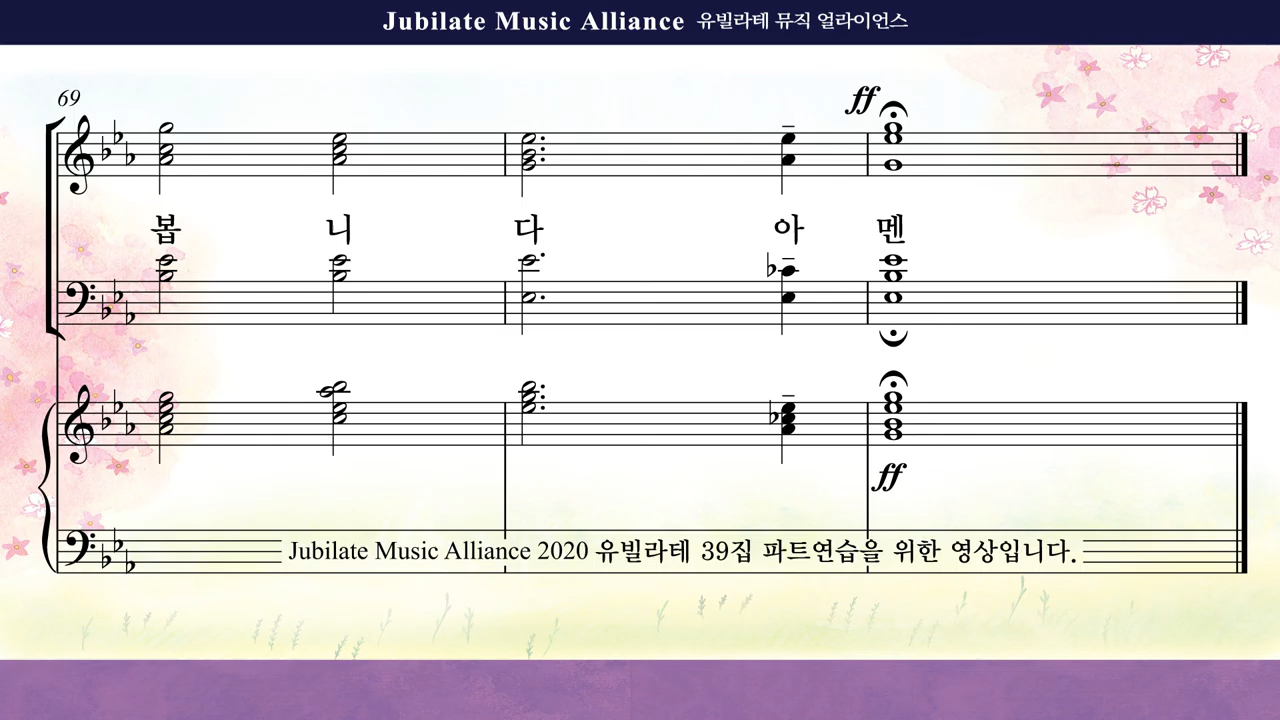 Jubilate Music Alliance 유빌라테 뮤직 얼라이언스
69
ff
봅 니 다 아 멘
ff
Jubilate Music Alliance 2020 유빌라테 39집 파트연습을 위한 영상입니다.